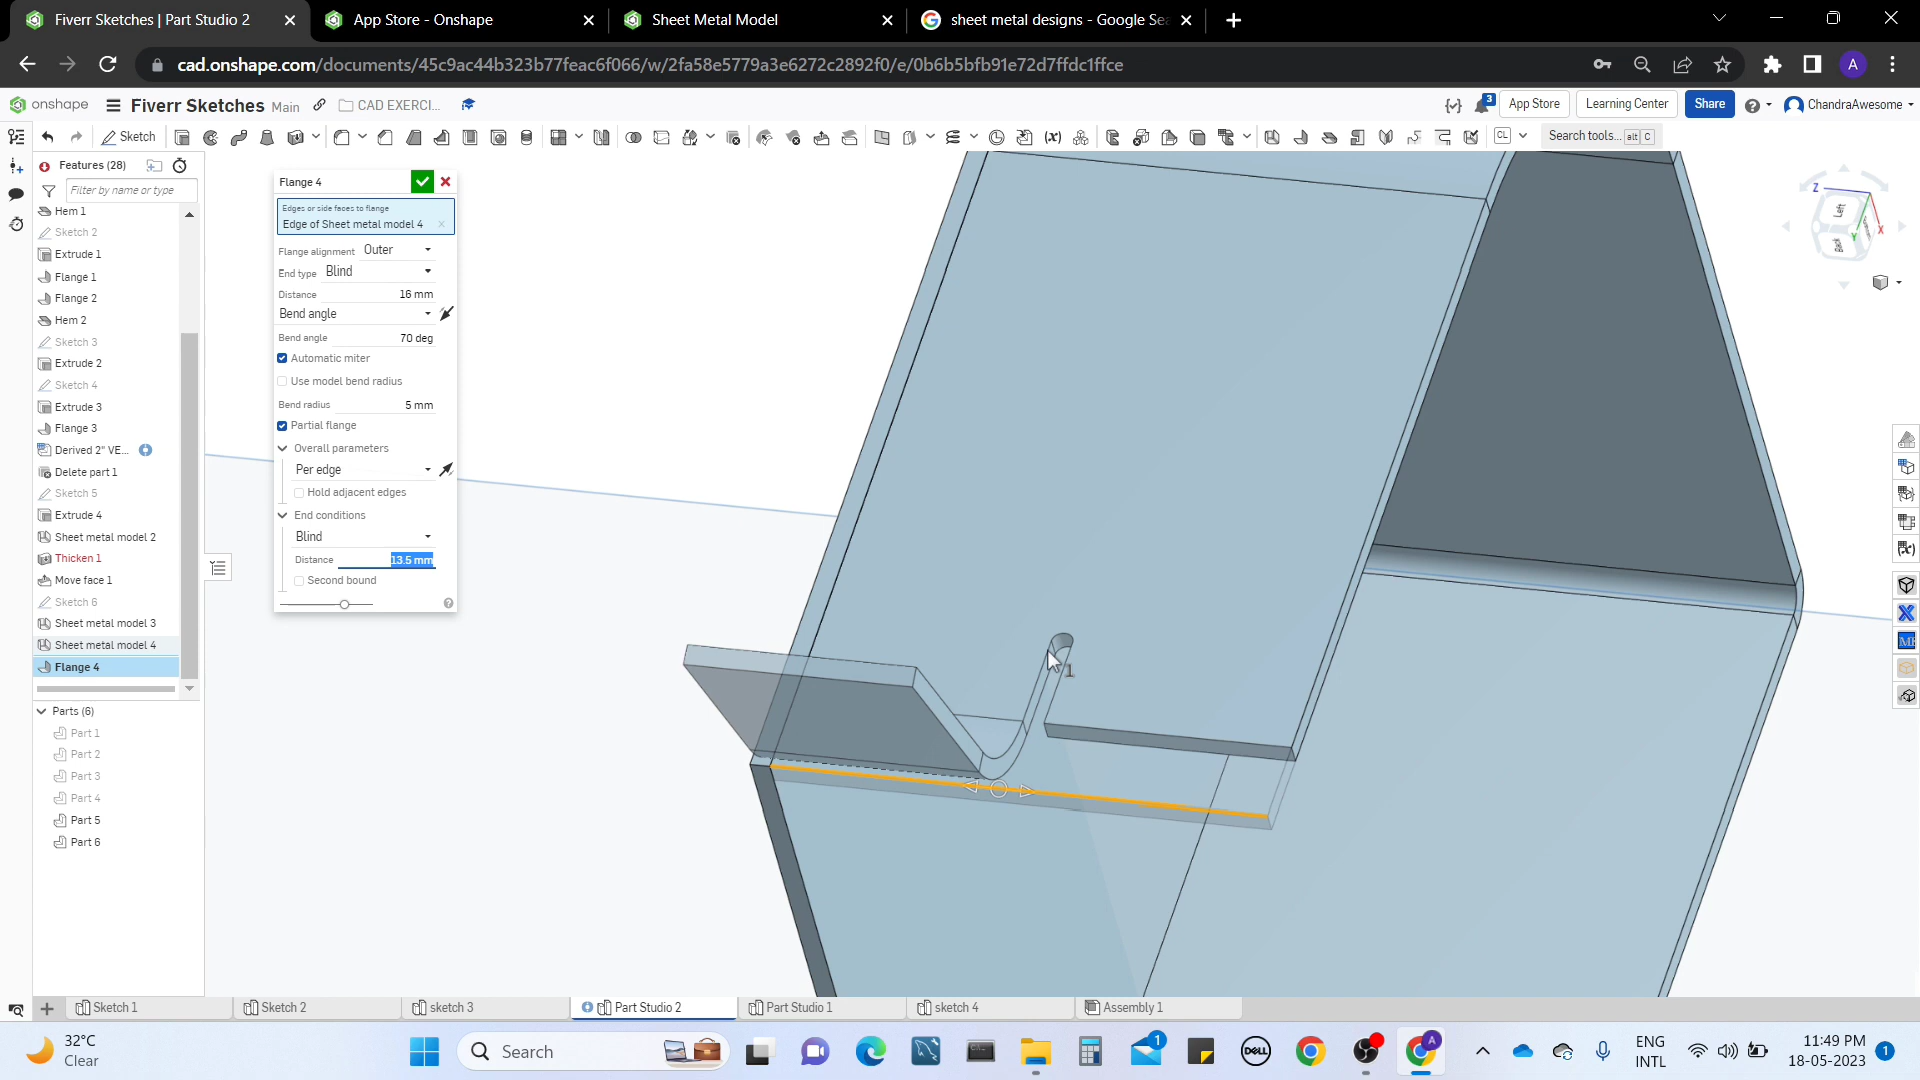 Fiverr Sketches | Part Studio 2
App Store - Onshape
Sheet Metal Model
sheet metal designs - Google Sea
cad.onshape.com/documents/45c9ac44b323b77feac6f066/w/2fa58e5779a3e6272c2892f0/e/0b6b5bfb91e72d7ffdc1ffce
A
onshape
Fiverr Sketches Main
CAD EXERCI...
3
App Store
Learning Center
Share
ChandraAwesome
Sketch
CL
Search tools... alt C
Features (28)
Filter by name or type
Hem 1
Sketch 2
Extrude 1
Flange 1
Flange 2
Hem 2
Sketch 3
Extrude 2
Sketch 4
Extrude 3
Flange 3
Derived 2" VE...
Delete part 1
Sketch 5
Extrude 4
Sheet metal model 2
Thicken 1
Move face 1
Sketch 6
Sheet metal model 3
Sheet metal model 4
Flange 4
Parts (6)
Part 1
Part 2
Part 3
Part 4
Part 5
Part 6
Flange 4
Edges or side faces to flange
Edge of Sheet metal model 4
Flange alignment Outer
End type Blind
Distance 16 mm
Bend angle
Bend angle 70 deg
Automatic miter
Use model bend radius
Bend radius 5 mm
Partial flange
Overall parameters
Per edge
Hold adjacent edges
End conditions
Blind
Distance 13.5 mm
Second bound
1
Z
Left
Back
Y
X
Sketch 1
Sketch 2
sketch 3
Part Studio 2
Part Studio 1
sketch 4
Assembly 1
32°C
Clear
Search
1
DELL
A
ENG
INTL
11:49 PM
18-05-2023
1